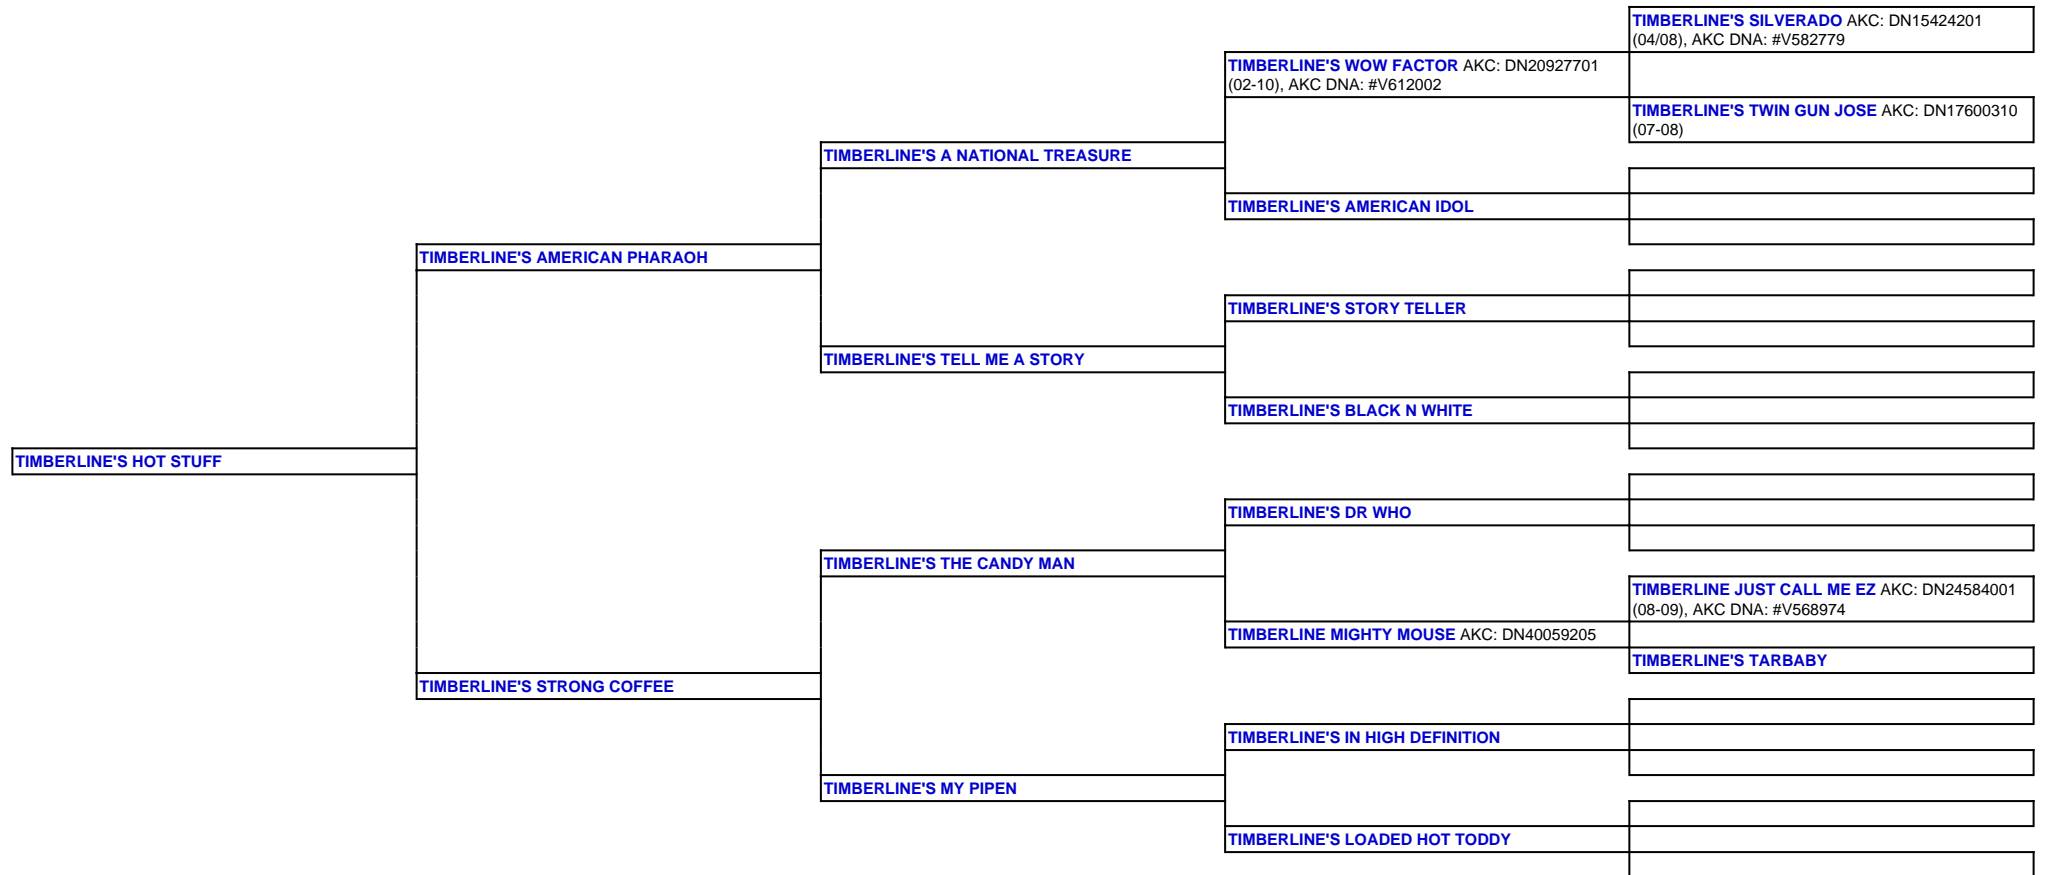 TIMBERLINE'S SILVERADO AKC: DN15424201
(04/08), AKC DNA: #V582779
TIMBERLINE'S WOW FACTOR AKC: DN20927701
(02-10), AKC DNA: #V612002
TIMBERLINE'S TWIN GUN JOSE AKC: DN17600310
(07-08)
TIMBERLINE'S A NATIONAL TREASURE
TIMBERLINE'S AMERICAN IDOL
TIMBERLINE'S AMERICAN PHARAOH
TIMBERLINE'S STORY TELLER
TIMBERLINE'S TELL ME A STORY
TIMBERLINE'S BLACK N WHITE
TIMBERLINE'S HOT STUFF
TIMBERLINE'S DR WHO
TIMBERLINE'S THE CANDY MAN
TIMBERLINE JUST CALL ME EZ AKC: DN24584001
(08-09), AKC DNA: #V568974
TIMBERLINE MIGHTY MOUSE AKC: DN40059205
TIMBERLINE'S TARBABY
TIMBERLINE'S STRONG COFFEE
TIMBERLINE'S IN HIGH DEFINITION
TIMBERLINE'S MY PIPEN
TIMBERLINE'S LOADED HOT TODDY